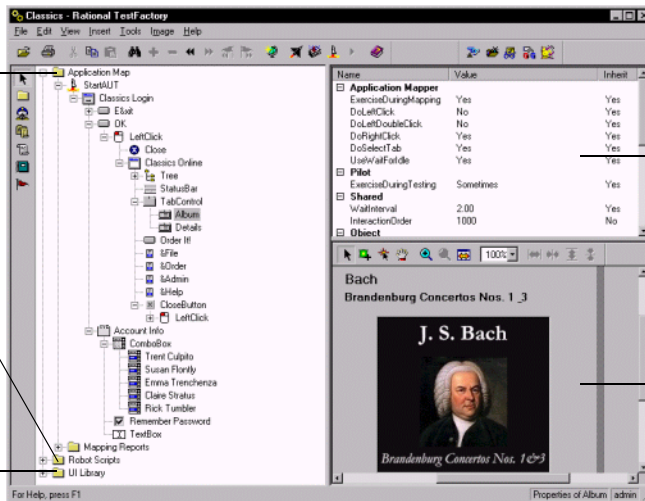 Classics - Rational TestFactory
File Edit View Insert Tools Image Help
Application Map
StartAUT
Classics Login
E&xit
OK
LeftClick
Close
Classics Online
Tree
StatusBar
TabControl
Album
Details
Order It!
&File
&Order
&Admin
&Help
CloseButton
LeftClick
Account Info
ComboBox
Trent Culpito
Susan Flontly
Emma Trenchenza
Claire Stratus
Rick Tumbler
Remember Password
TextBox
Mapping Reports
Robot Scripts
UI Library
Name Value Inherit
Application Mapper
ExerciseDuringMapping Yes Yes
DoLeftClick No Yes
DoLeftDoubleClick No Yes
DoRightClick Yes Yes
DoSelectTab Yes Yes
UseWaitForIdle Yes Yes
Pilot
ExerciseDuringTesting Sometimes Yes
Shared
WaitInterval 2.00 Yes
InteractionOrder 1000 No
Object
100%
Bach
Brandenburg Concertos Nos. 1_3
J. S. Bach
Brandenburg Concertos Nos. 1&3
For Help, press F1
Properties of Album admin